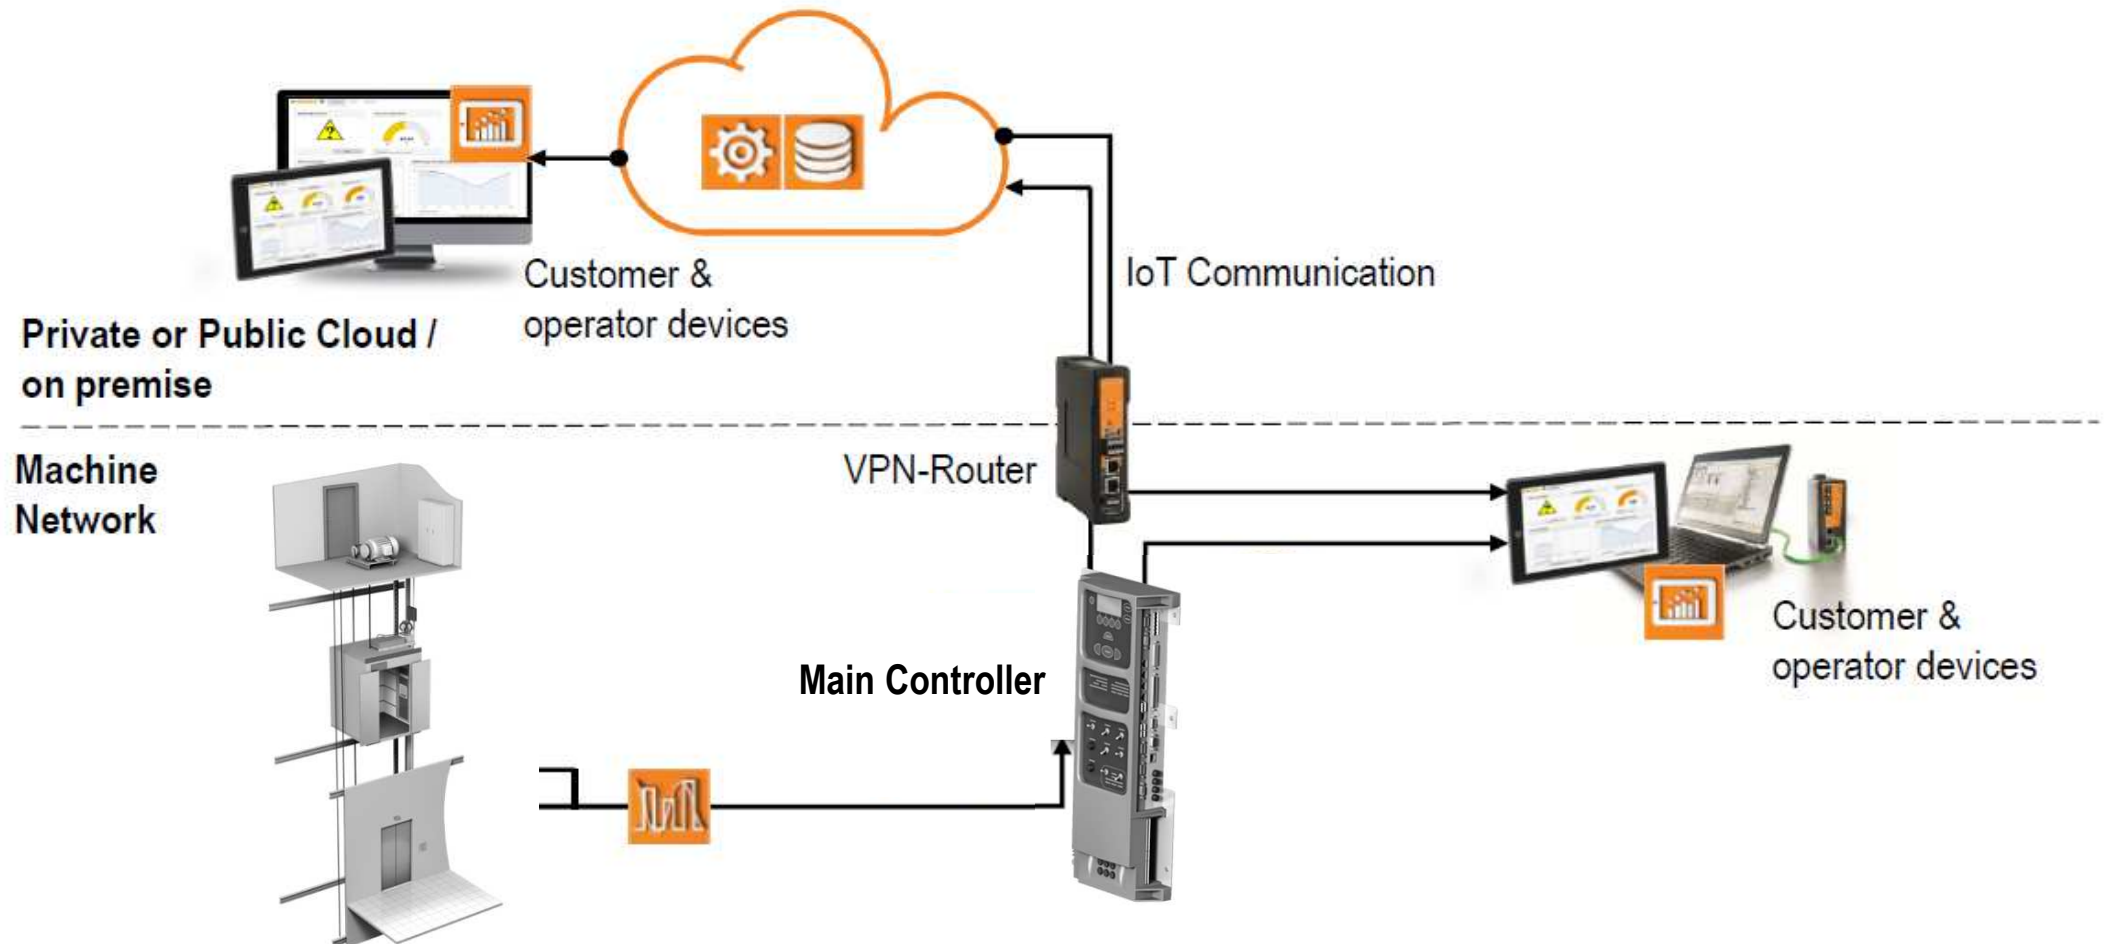 Customer &
operator devices
IoT Communication
Private or Public Cloud /
on premise
Machine
Network
VPN-Router
Main Controller
Customer &
operator devices